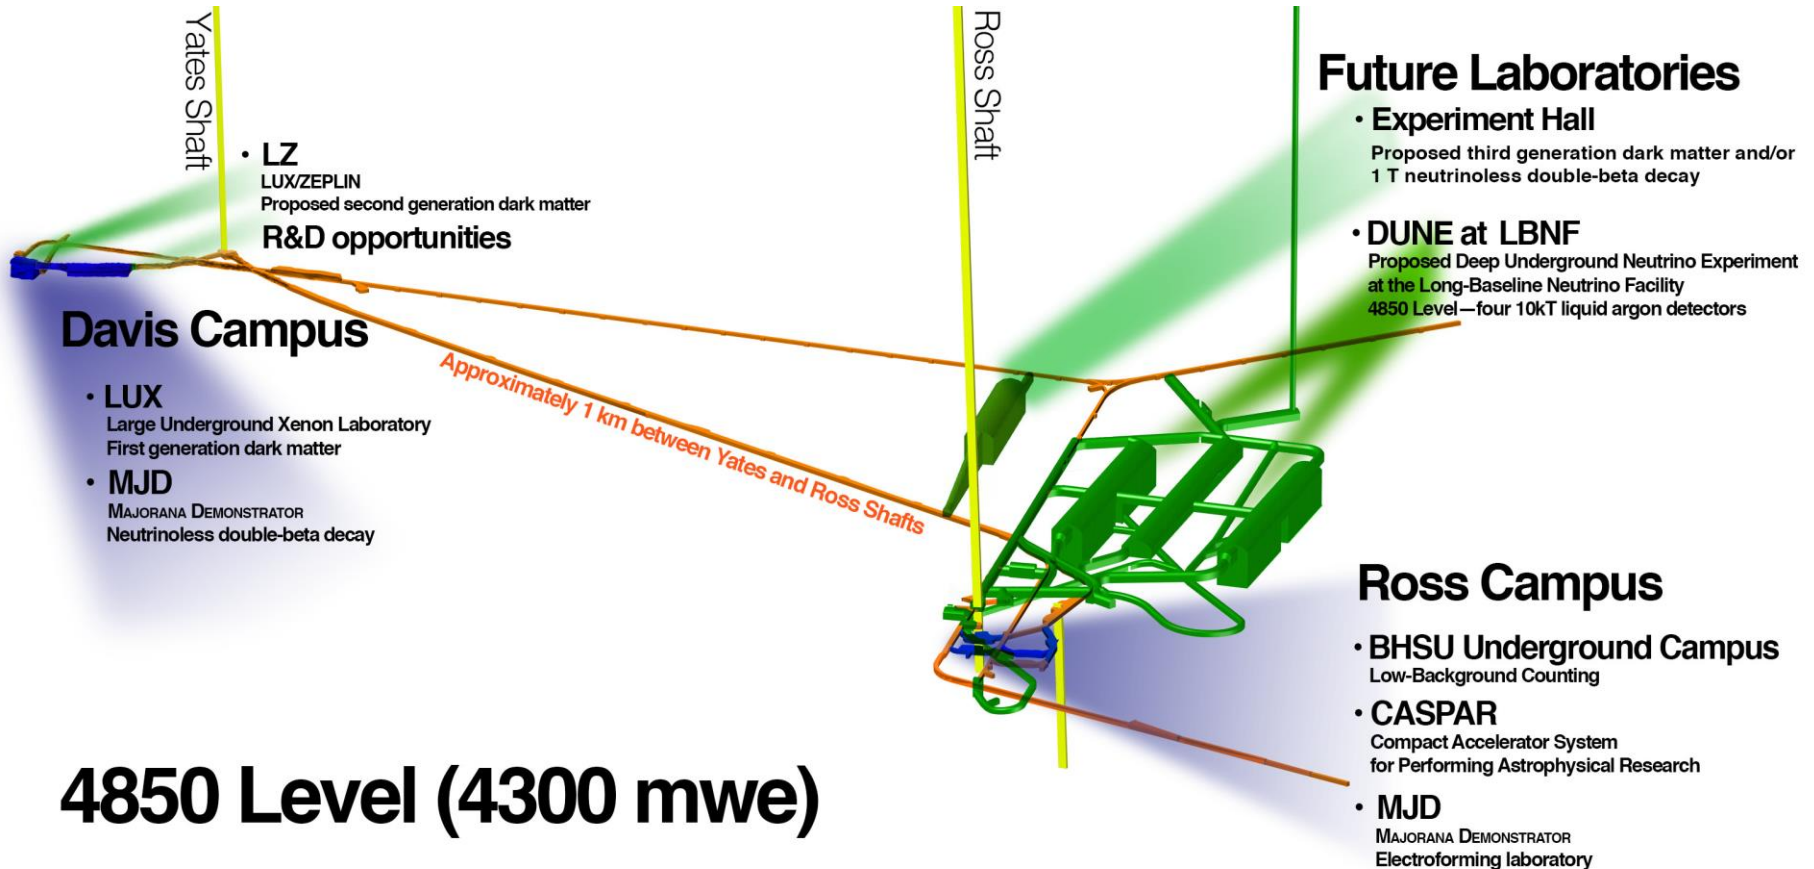 Yates Shaft
• LZ
LUX/ZEPLIN
Proposed second generation dark matter
R&D opportunities
Davis Campus
• LUX
Large Underground Xenon Laboratory
First generation dark matter
• MJD
MAJORANA DEMONSTRATOR
Neutrinoless double-beta decay
Approximately 1 km between Yates and Ross Shafts
Ross Shaft
Future Laboratories
• Experiment Hall
Proposed third generation dark matter and/or
1 T neutrinoless double-beta decay
• DUNE at LBNF
Proposed Deep Underground Neutrino Experiment
at the Long-Baseline Neutrino Facility
4850 Level—four 10kT liquid argon detectors
Ross Campus
• BHSU Underground Campus
Low-Background Counting
• CASPAR
Compact Accelerator System
for Performing Astrophysical Research
• MJD
MAJORANA DEMONSTRATOR
Electroforming laboratory
4850 Level (4300 mwe)